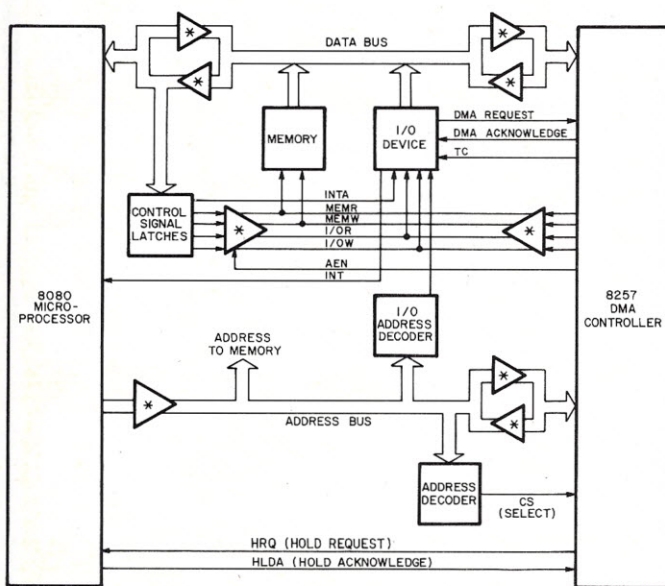 DATA BUS
MEMORY
I/O
DEVICE
DMA REQUEST
DMA ACKNOWLEDGE
TC
CONTROL
SIGNAL
LATCHES
INTA
MEMR
MEMW
I/OR
I/OW
AEN
INT
8080
MICRO-
PROCESSOR
8257
DMA
CONTROLLER
I/O
ADDRESS
DECODER
ADDRESS
TO MEMORY
ADDRESS BUS
ADDRESS
DECODER
CS
(SELECT)
HRQ (HOLD REQUEST)
HLDA (HOLD ACKNOWLEDGE)